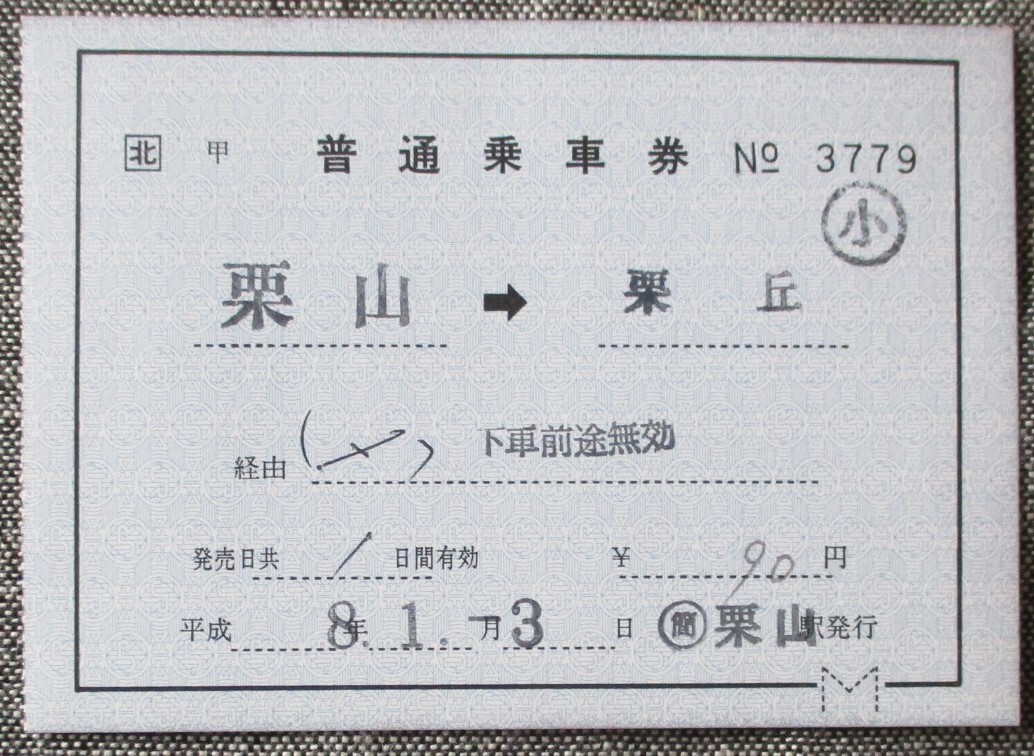 北 甲 普通乗車券 № 3779
小
栗山 ➡ 栗丘
経由 下車前途無効
発売日共 1 日間有効 ¥ 90 円
平成 8.年 1. 月 -3 日 簡 栗山 駅発行